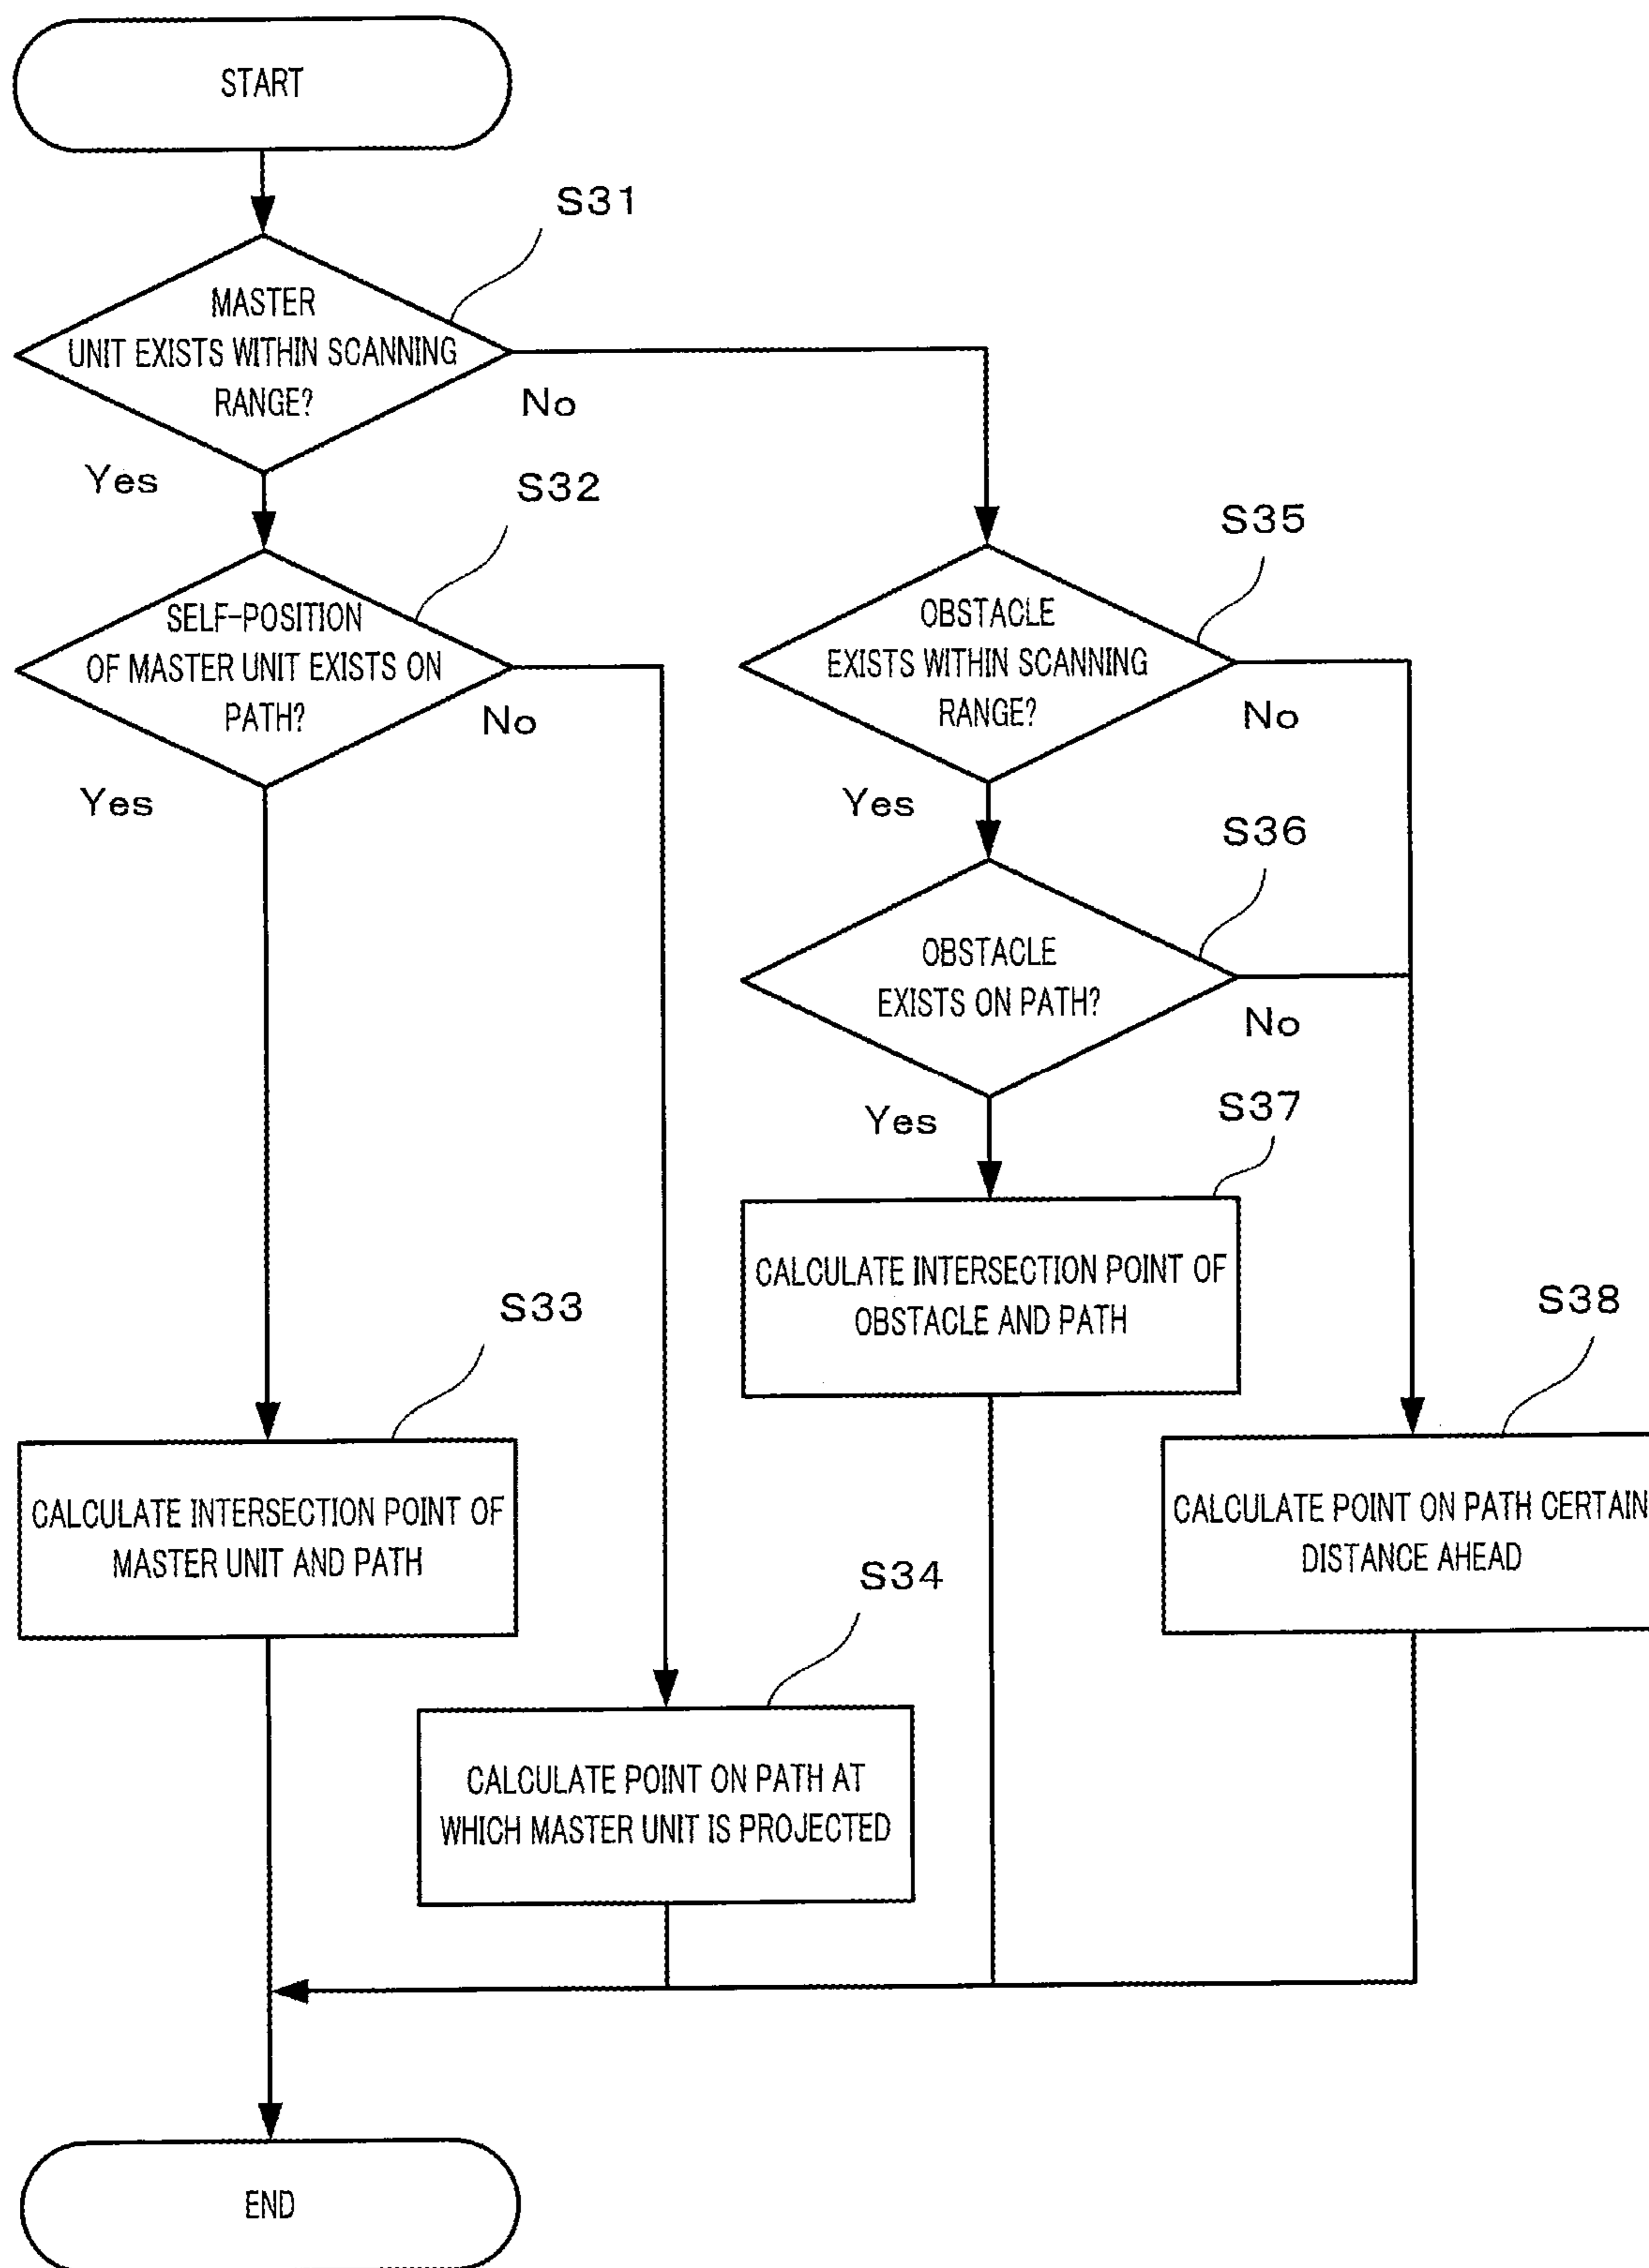 START
S31
MASTER
UNIT EXISTS WITHIN SCANNING
RANGE?
No
Yes
S32
SELF-POSITION
OF MASTER UNIT EXISTS ON
PATH?
No
Yes
S35
OBSTACLE
EXISTS WITHIN SCANNING
RANGE?
No
Yes
S36
OBSTACLE
EXISTS ON PATH?
No
Yes
S37
CALCULATE INTERSECTION POINT OF
OBSTACLE AND PATH
S33
CALCULATE INTERSECTION POINT OF
MASTER UNIT AND PATH
S38
CALCULATE POINT ON PATH CERTAIN
DISTANCE AHEAD
S34
CALCULATE POINT ON PATH AT
WHICH MASTER UNIT IS PROJECTED
END